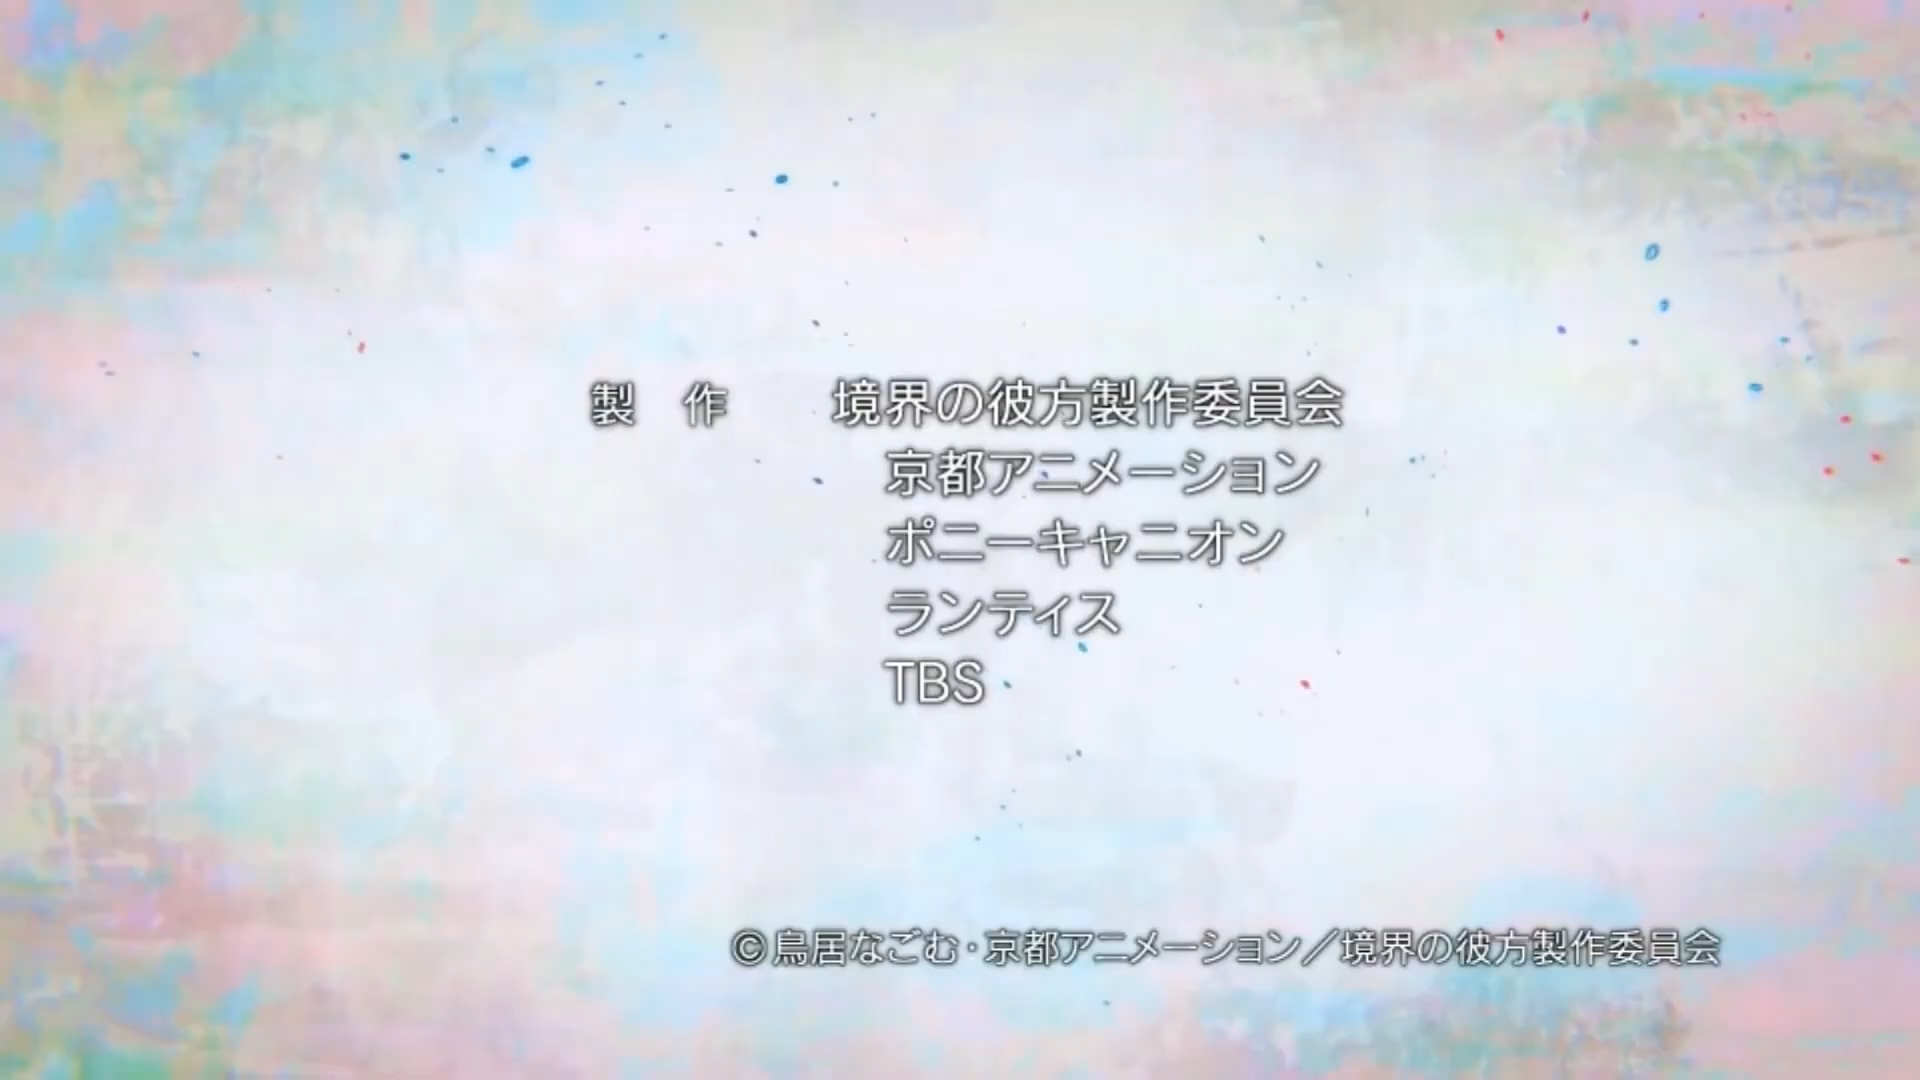 製　作　境界の彼方製作委員会
京都アニメーション
ポニーキャニオン
ランティス
TBS
©鳥居なごむ・京都アニメーション／境界の彼方製作委員会